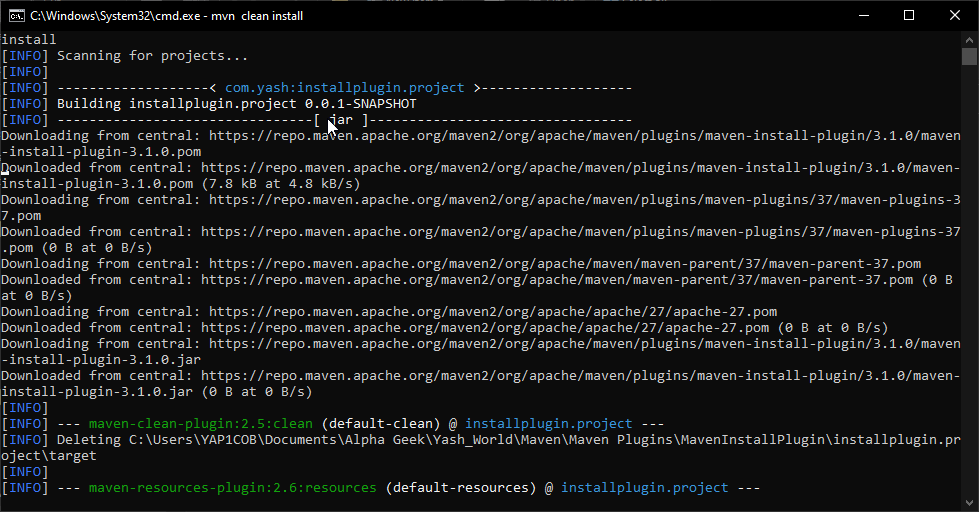 C:\Windows\System32\cmd.exe - mvn  clean install
install
[INFO] Scanning for projects...
[INFO]
[INFO] -------------------< com.yash:installplugin.project >-------------------
[INFO] Building installplugin.project 0.0.1-SNAPSHOT
[INFO] --------------------------------[ jar ]---------------------------------
Downloading from central: https://repo.maven.apache.org/maven2/org/apache/maven/plugins/maven-install-plugin/3.1.0/maven
-install-plugin-3.1.0.pom
Downloaded from central: https://repo.maven.apache.org/maven2/org/apache/maven/plugins/maven-install-plugin/3.1.0/maven-
install-plugin-3.1.0.pom (7.8 kB at 4.8 kB/s)
Downloading from central: https://repo.maven.apache.org/maven2/org/apache/maven/plugins/maven-plugins/37/maven-plugins-3
7.pom
Downloaded from central: https://repo.maven.apache.org/maven2/org/apache/maven/plugins/maven-plugins/37/maven-plugins-37
.pom (0 B at 0 B/s)
Downloading from central: https://repo.maven.apache.org/maven2/org/apache/maven/maven-parent/37/maven-parent-37.pom
Downloaded from central: https://repo.maven.apache.org/maven2/org/apache/maven/maven-parent/37/maven-parent-37.pom (0 B
at 0 B/s)
Downloading from central: https://repo.maven.apache.org/maven2/org/apache/apache/27/apache-27.pom
Downloaded from central: https://repo.maven.apache.org/maven2/org/apache/apache/27/apache-27.pom (0 B at 0 B/s)
Downloading from central: https://repo.maven.apache.org/maven2/org/apache/maven/plugins/maven-install-plugin/3.1.0/maven
-install-plugin-3.1.0.jar
Downloaded from central: https://repo.maven.apache.org/maven2/org/apache/maven/plugins/maven-install-plugin/3.1.0/maven-
install-plugin-3.1.0.jar (0 B at 0 B/s)
[INFO]
[INFO] --- maven-clean-plugin:2.5:clean (default-clean) @ installplugin.project ---
[INFO] Deleting C:\Users\YAP1COB\Documents\Alpha Geek\Yash_World\Maven\Maven Plugins\MavenInstallPlugin\installplugin.pr
oject\target
[INFO]
[INFO] --- maven-resources-plugin:2.6:resources (default-resources) @ installplugin.project ---